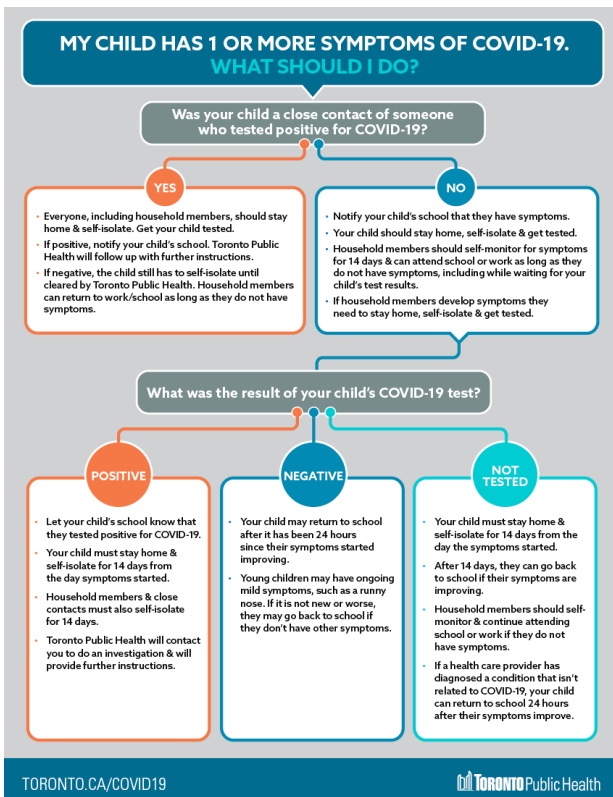 MY CHILD HAS 1 OR MORE SYMPTOMS OF COVID-19.
WHAT SHOULD I DO?
Was your child a close contact of someone
who tested positive for COVID-19?
YES
• Everyone, including household members, should stay
home & self-isolate. Get your child tested.
• If positive, notify your child's school. Toronto Public
Health will follow up with further instructions.
• If negative, the child still has to self-isolate until
cleared by Toronto Public Health. Household members
can return to work/school as long as they do not have
symptoms.
NO
• Notify your child's school that they have symptoms.
• Your child should stay home, self-isolate & get tested.
• Household members should self-monitor for symptoms
for 14 days & can attend school or work as long as they
do not have symptoms, including while waiting for your
child's test results.
• If household members develop symptoms they
need to stay home, self-isolate & get tested.
What was the result of your child's COVID-19 test?
POSITIVE
• Let your child's school know that
they tested positive for COVID-19.
• Your child must stay home &
self-isolate for 14 days from
the day symptoms started.
• Household members & close
contacts must also self-isolate
for 14 days.
• Toronto Public Health will contact
you to do an investigation & will
provide further instructions.
NEGATIVE
• Your child may return to school
after it has been 24 hours
since their symptoms started
improving.
• Young children may have ongoing
mild symptoms, such as a runny
nose. If it is not new or worse,
they may go back to school if
they don't have other symptoms.
NOT
TESTED
• Your child must stay home &
self-isolate for 14 days from the
day the symptoms started.
• After 14 days, they can go back
to school if their symptoms are
improving.
• Household members should self-
monitor & continue attending
school or work if they do not
have symptoms.
• If a health care provider has
diagnosed a condition that isn't
related to COVID-19, your child
can return to school 24 hours
after their symptoms improve.
TORONTO.CA/COVID19
TORONTO Public Health